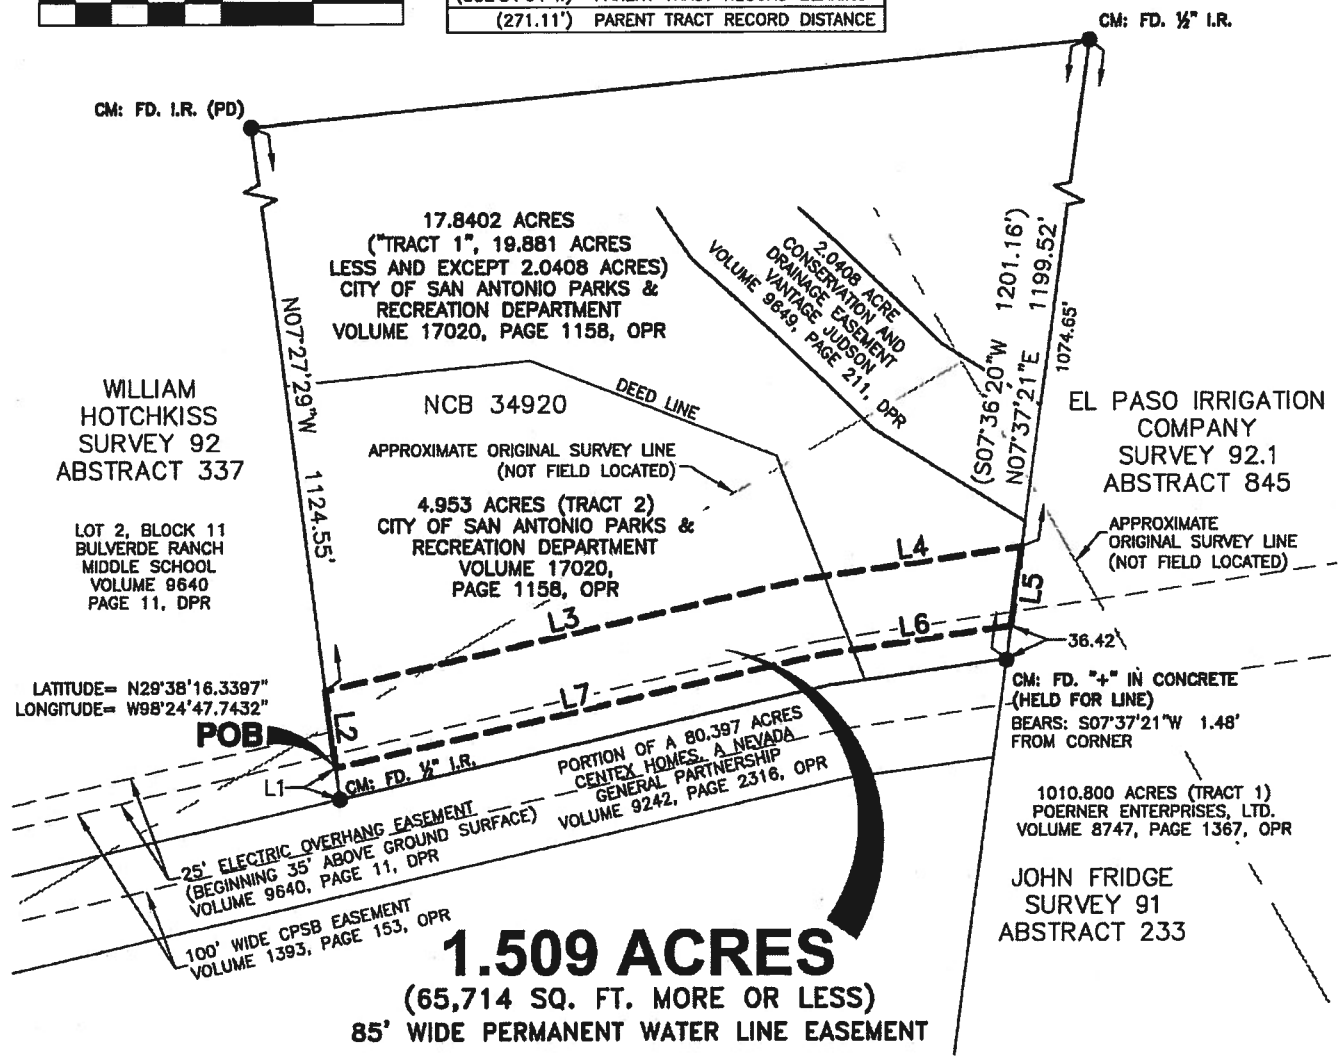 (271.11') PARENT TRACT RECORD DISTANCE
CM: FD. ½" I.R.
CM: FD. I.R. (PD)
17.8402 ACRES
("TRACT 1", 19.881 ACRES
LESS AND EXCEPT 2.0408 ACRES)
CITY OF SAN ANTONIO PARKS &
RECREATION DEPARTMENT
VOLUME 17020, PAGE 1158, OPR
2.0408 ACRE
CONSERVATION AND
DRAINAGE EASEMENT
VANTAGE JUDSON
VOLUME 9649, PAGE 211, DPR
(S07°36'20"W 1201.16')
N07°37'21"E 1199.52'
1074.65'
N07°27'29"W 1124.55'
WILLIAM
HOTCHKISS
SURVEY 92
ABSTRACT 337
NCB 34920
DEED LINE
EL PASO IRRIGATION
COMPANY
SURVEY 92.1
ABSTRACT 845
APPROXIMATE ORIGINAL SURVEY LINE
(NOT FIELD LOCATED)
4.953 ACRES (TRACT 2)
CITY OF SAN ANTONIO PARKS &
RECREATION DEPARTMENT
VOLUME 17020,
PAGE 1158, OPR
LOT 2, BLOCK 11
BULVERDE RANCH
MIDDLE SCHOOL
VOLUME 9640
PAGE 11, DPR
APPROXIMATE
ORIGINAL SURVEY LINE
(NOT FIELD LOCATED)
L4
L5
L3
L6
36.42'
LATITUDE= N29°38'16.3397"
LONGITUDE= W98°24'47.7432"
POB
L2
L7
L1
CM: FD. ½" I.R.
CM: FD. "+" IN CONCRETE
(HELD FOR LINE)
BEARS: S07°37'21"W 1.48'
FROM CORNER
PORTION OF A 80.397 ACRES
CENTEX HOMES, A NEVADA
GENERAL PARTNERSHIP
VOLUME 9242, PAGE 2316, OPR
1010.800 ACRES (TRACT 1)
POERNER ENTERPRISES, LTD.
VOLUME 8747, PAGE 1367, OPR
25' ELECTRIC OVERHANG EASEMENT
(BEGINNING 35' ABOVE GROUND SURFACE)
VOLUME 9640, PAGE 11, DPR
JOHN FRIDGE
SURVEY 91
ABSTRACT 233
100' WIDE CPSB EASEMENT
VOLUME 1393, PAGE 153, OPR
1.509 ACRES
(65,714 SQ. FT. MORE OR LESS)
85' WIDE PERMANENT WATER LINE EASEMENT